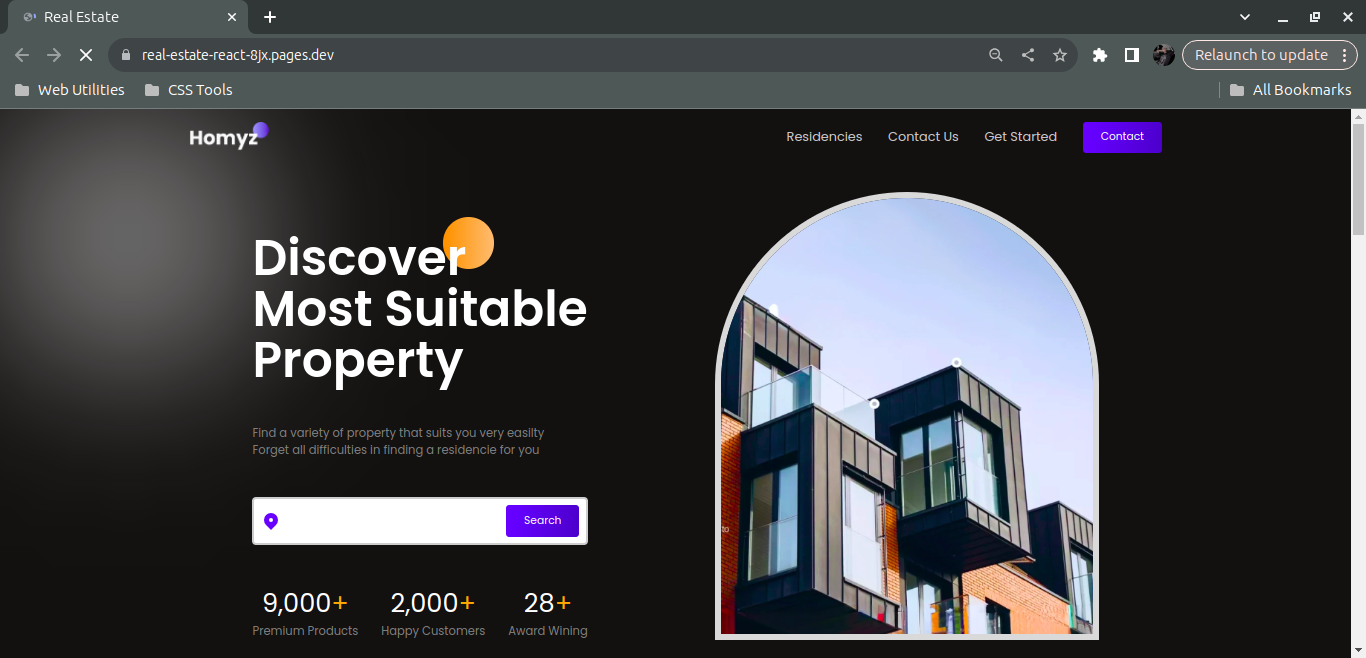 Real Estate
real-estate-react-8jx.pages.dev
Relaunch to update
Web Utilities
CSS Tools
All Bookmarks
Homyz
Residencies
Contact Us
Get Started
Contact
Discover
Most Suitable
Property
Find a variety of property that suits you very easilty
Forget all difficulties in finding a residencie for you
Search
9,000+
2,000+
28+
Premium Products
Happy Customers
Award Wining
to